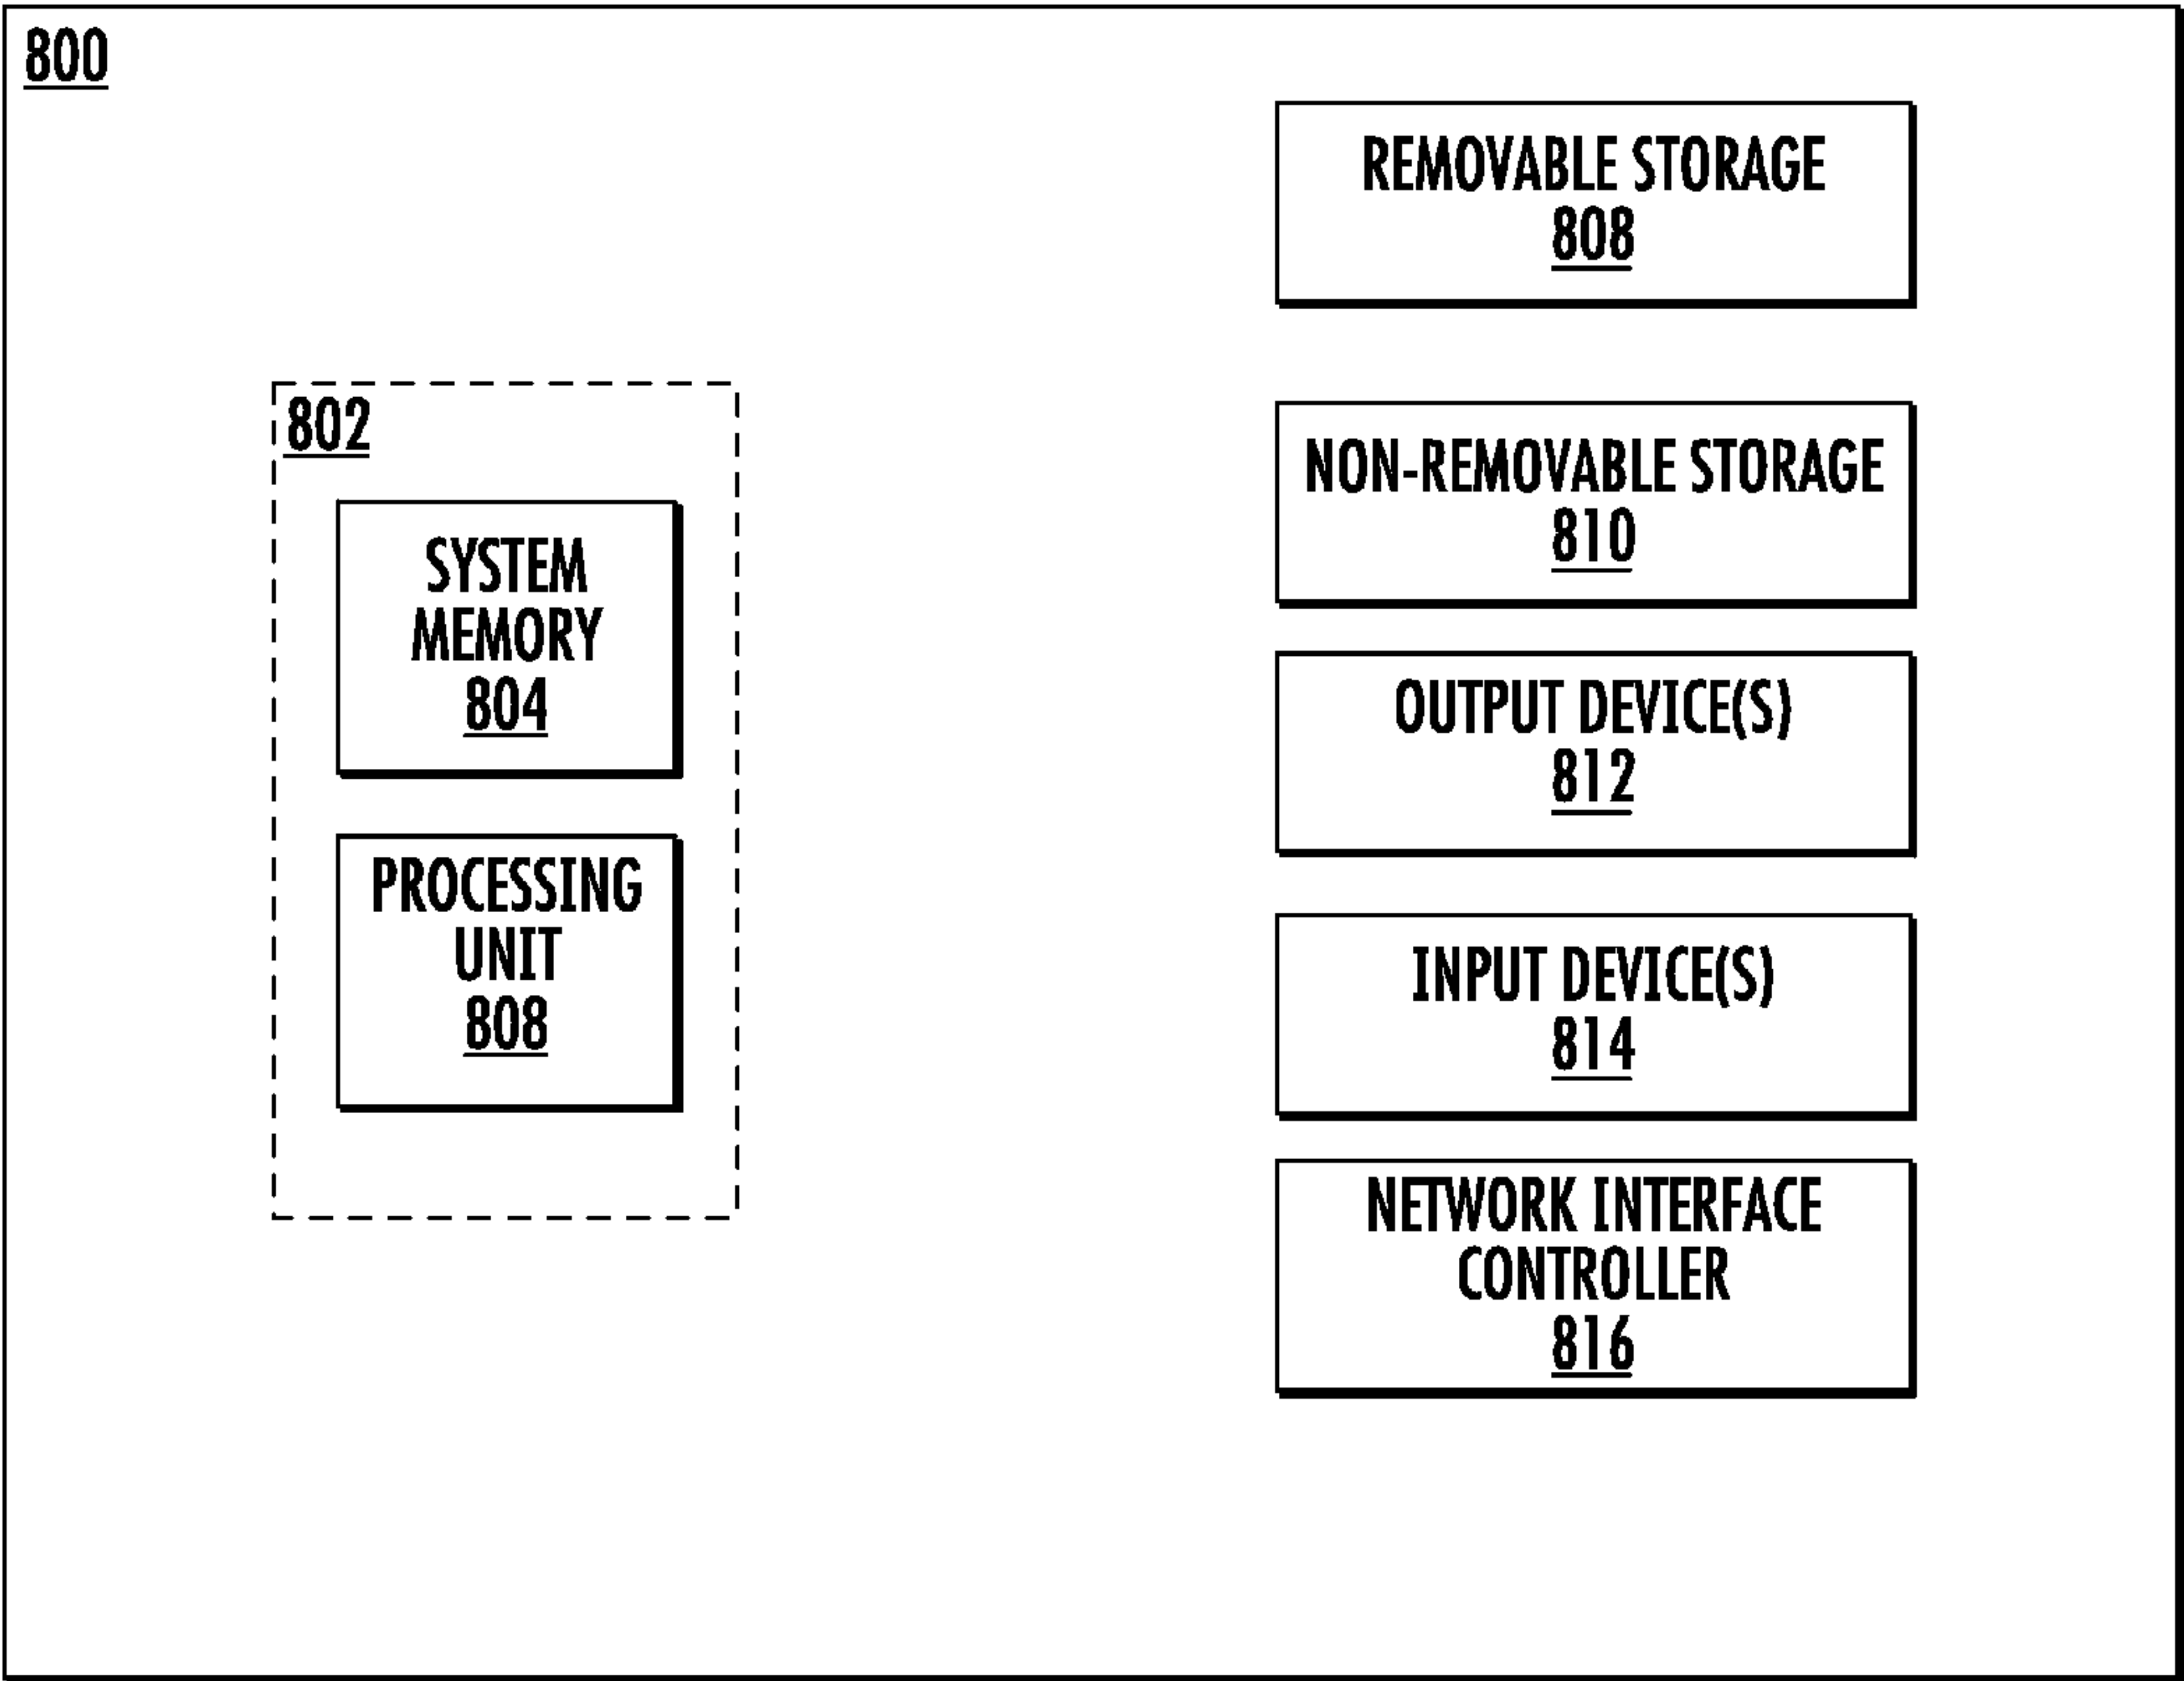 800
802
SYSTEM
MEMORY
804
PROCESSING
UNIT
808
REMOVABLE STORAGE
808
NON-REMOVABLE STORAGE
810
OUTPUT DEVICE(S)
812
INPUT DEVICE(S)
814
NETWORK INTERFACE
CONTROLLER
816